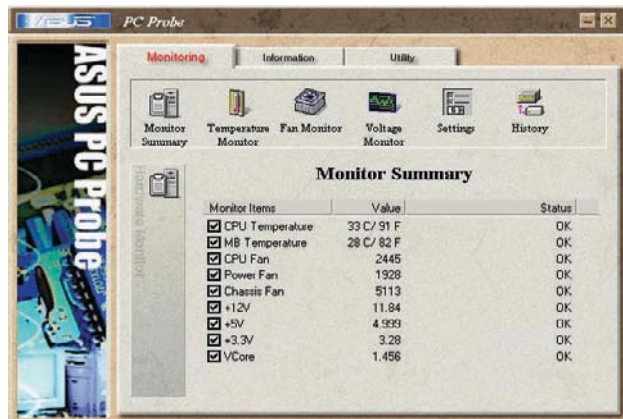 ASUS PC Probe
Monitoring Information Utility
Monitor Summary
Temperature Monitor
Fan Monitor
Voltage Monitor
Settings
History
ASUS PC Probe
Hardware Monitor
Monitor Summary
Monitor Items Value Status
CPU Temperature 33 C/ 91 F OK
MB Temperature 28 C/ 82 F OK
CPU Fan 2445 OK
Power Fan 1928 OK
Chassis Fan 5113 OK
+12V 11.84 OK
+5V 4.999 OK
+3.3V 3.28 OK
VCore 1.456 OK